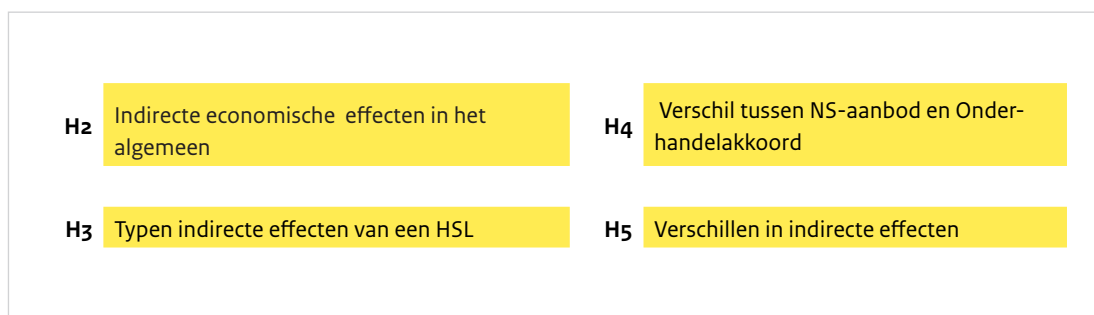 H2 Indirecte economische effecten in het
algemeen
H3 Typen indirecte effecten van een HSL
H4 Verschil tussen NS-aanbod en Onder-
handelakkoord
H5 Verschillen in indirecte effecten